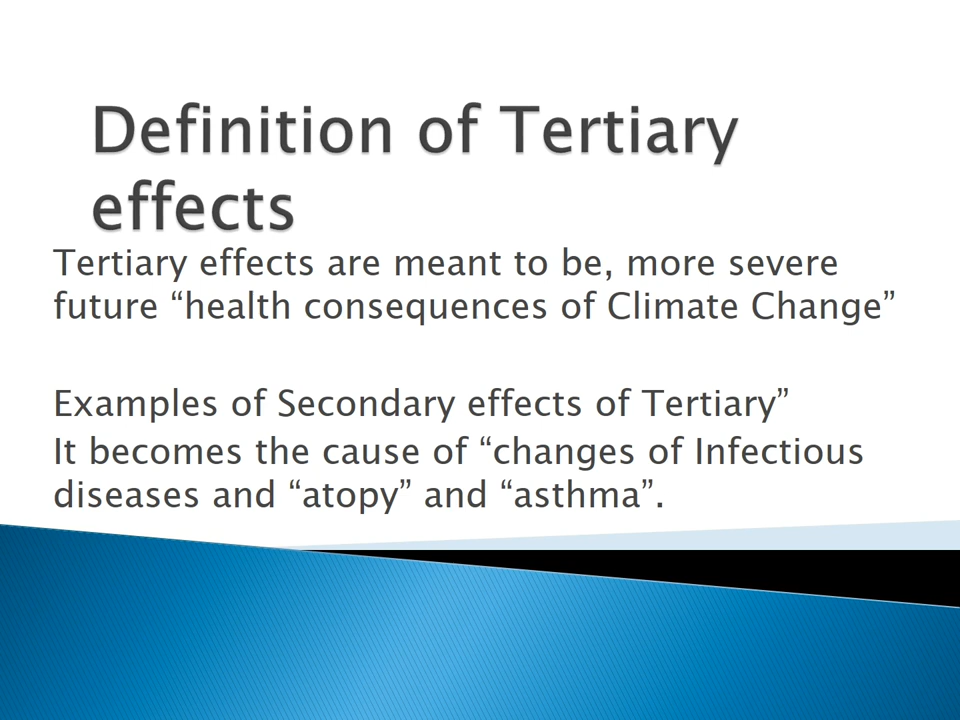 Definition of Tertiary
effects
Tertiary effects are meant to be, more severe
future “health consequences of Climate Change”
Examples of Secondary effects of Tertiary”
It becomes the cause of “changes of Infectious
diseases and “atopy” and “asthma”.